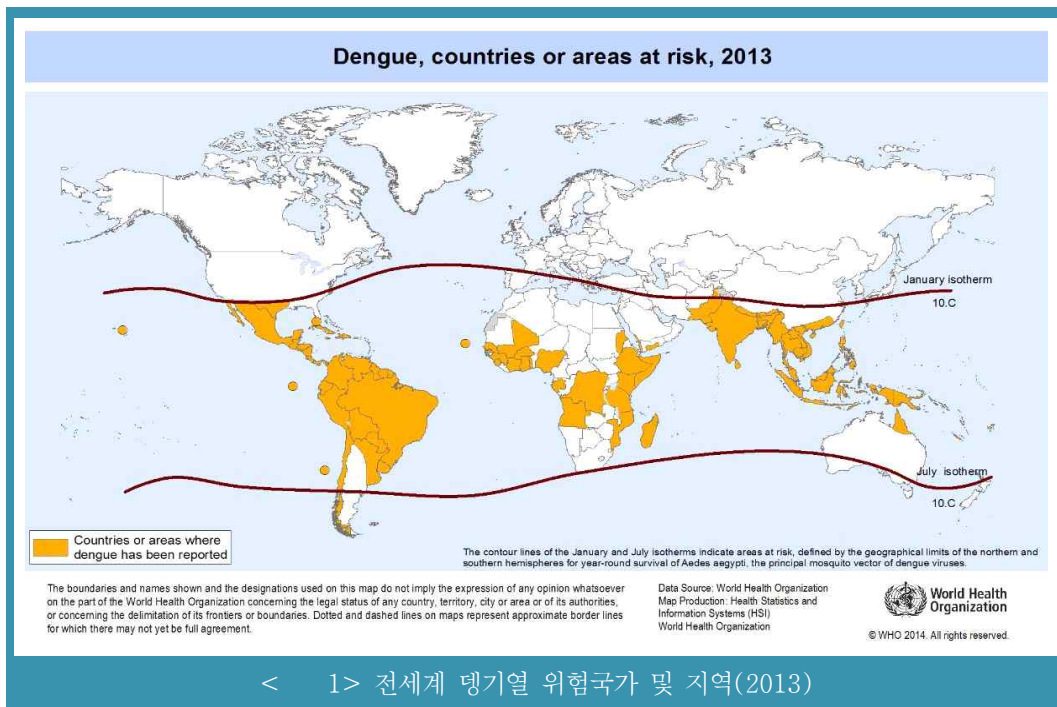 Dengue, countries or areas at risk, 2013
January isotherm
10.C
July isotherm
10.C
Countries or areas where
dengue has been reported
The contour lines of the January and July isotherms indicate areas at risk, defined by the geographical limits of the northern and
southern hemispheres for year-round survival of Aedes aegypti, the principal mosquito vector of dengue viruses.
The boundaries and names shown and the designations used on this map do not imply the expression of any opinion whatsoever
on the part of the World Health Organization concerning the legal status of any country, territory, city or area or of its authorities,
or concerning the delimitation of its frontiers or boundaries. Dotted and dashed lines on maps represent approximate border lines
for which there may not yet be full agreement.
Data Source: World Health Organization
Map Production: Health Statistics and
Information Systems (HSI)
World Health Organization
World Health
Organization
© WHO 2014. All rights reserved.
< 1> 전세계 뎅기열 위험국가 및 지역(2013)